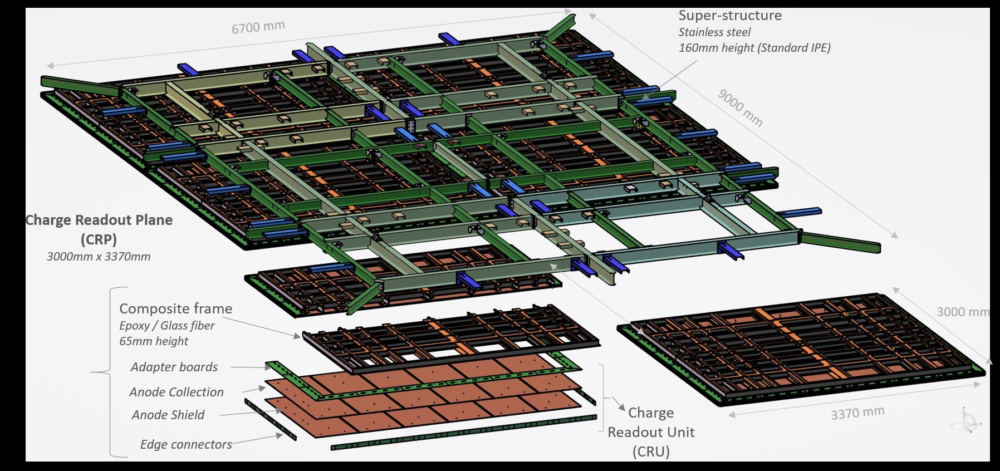 6700 mm
Super-structure
Stainless steel
160mm height (Standard IPE)
9000 mm
Charge Readout Plane
(CRP)
3000mm x 3370mm
Composite frame
Epoxy / Glass fiber
65mm height
3000 mm
Adapter boards
Anode Collection
Anode Shield
Edge connectors
Charge
Readout Unit
(CRU)
3370 mm